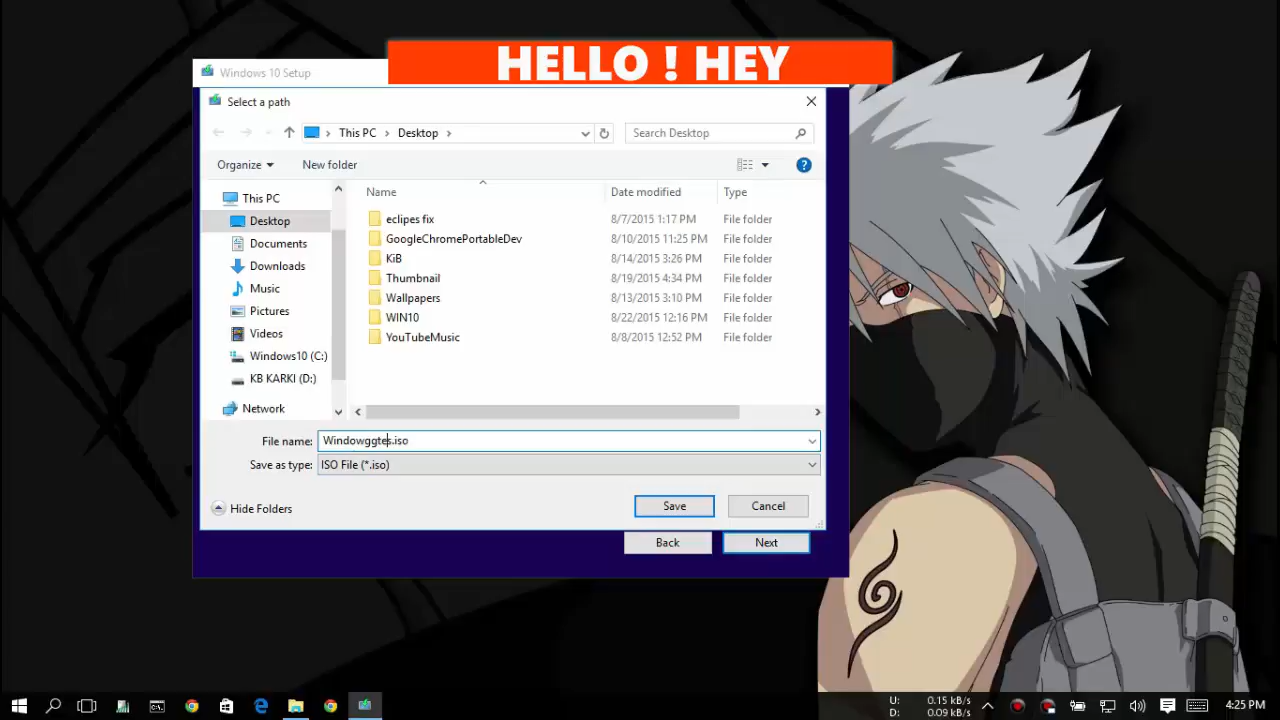 HELLO ! HEY
Windows 10 Setup
Select a path
This PC
Desktop
Search Desktop
Organize
New folder
Name
Date modified
Type
This PC
Desktop
Documents
Downloads
Music
Pictures
Videos
Windows10 (C:)
KB KARKI (D:)
Network
eclipes fix 8/7/2015 1:17 PM File folder
GoogleChromePortableDev 8/10/2015 11:25 PM File folder
KiB 8/14/2015 3:26 PM File folder
Thumbnail 8/19/2015 4:34 PM File folder
Wallpapers 8/13/2015 3:10 PM File folder
WIN10 8/22/2015 12:16 PM File folder
YouTubeMusic 8/8/2015 12:52 PM File folder
File name: Windowggtes.iso
Save as type: ISO File (*.iso)
Hide Folders
Save
Cancel
Back
Next
U: 0.15 kB/s
D: 0.09 kB/s
4:25 PM